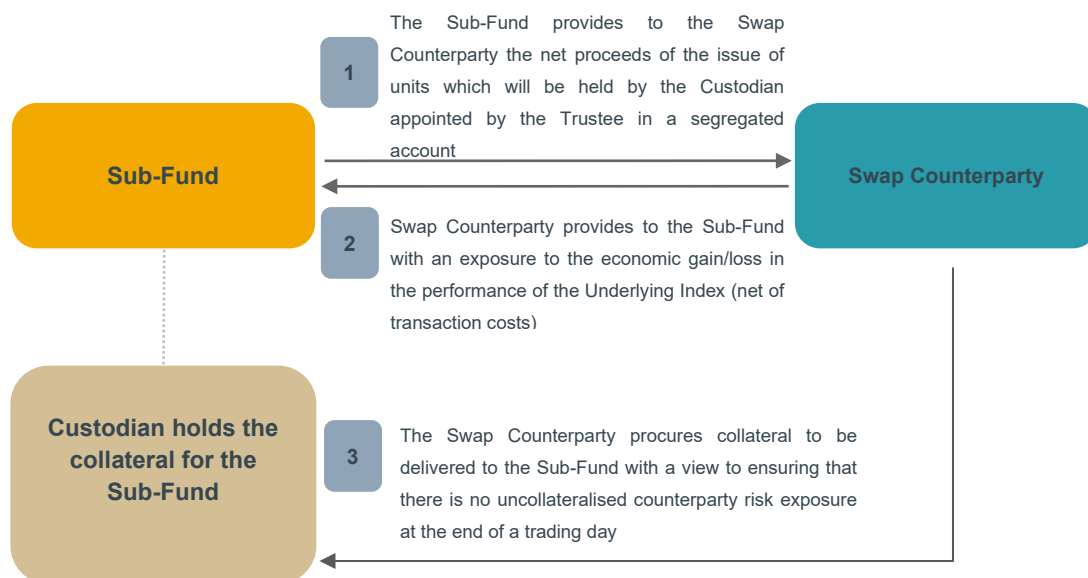 The Sub-Fund provides to the Swap
Counterparty the net proceeds of the issue of
units which will be held by the Custodian
appointed by the Trustee in a segregated
account
1
Sub-Fund
Swap Counterparty
2
Swap Counterparty provides to the Sub-Fund
with an exposure to the economic gain/loss in
the performance of the Underlying Index (net of
transaction costs)
Custodian holds the
collateral for the
Sub-Fund
3
The Swap Counterparty procures collateral to be
delivered to the Sub-Fund with a view to ensuring that
there is no uncollateralised counterparty risk exposure
at the end of a trading day